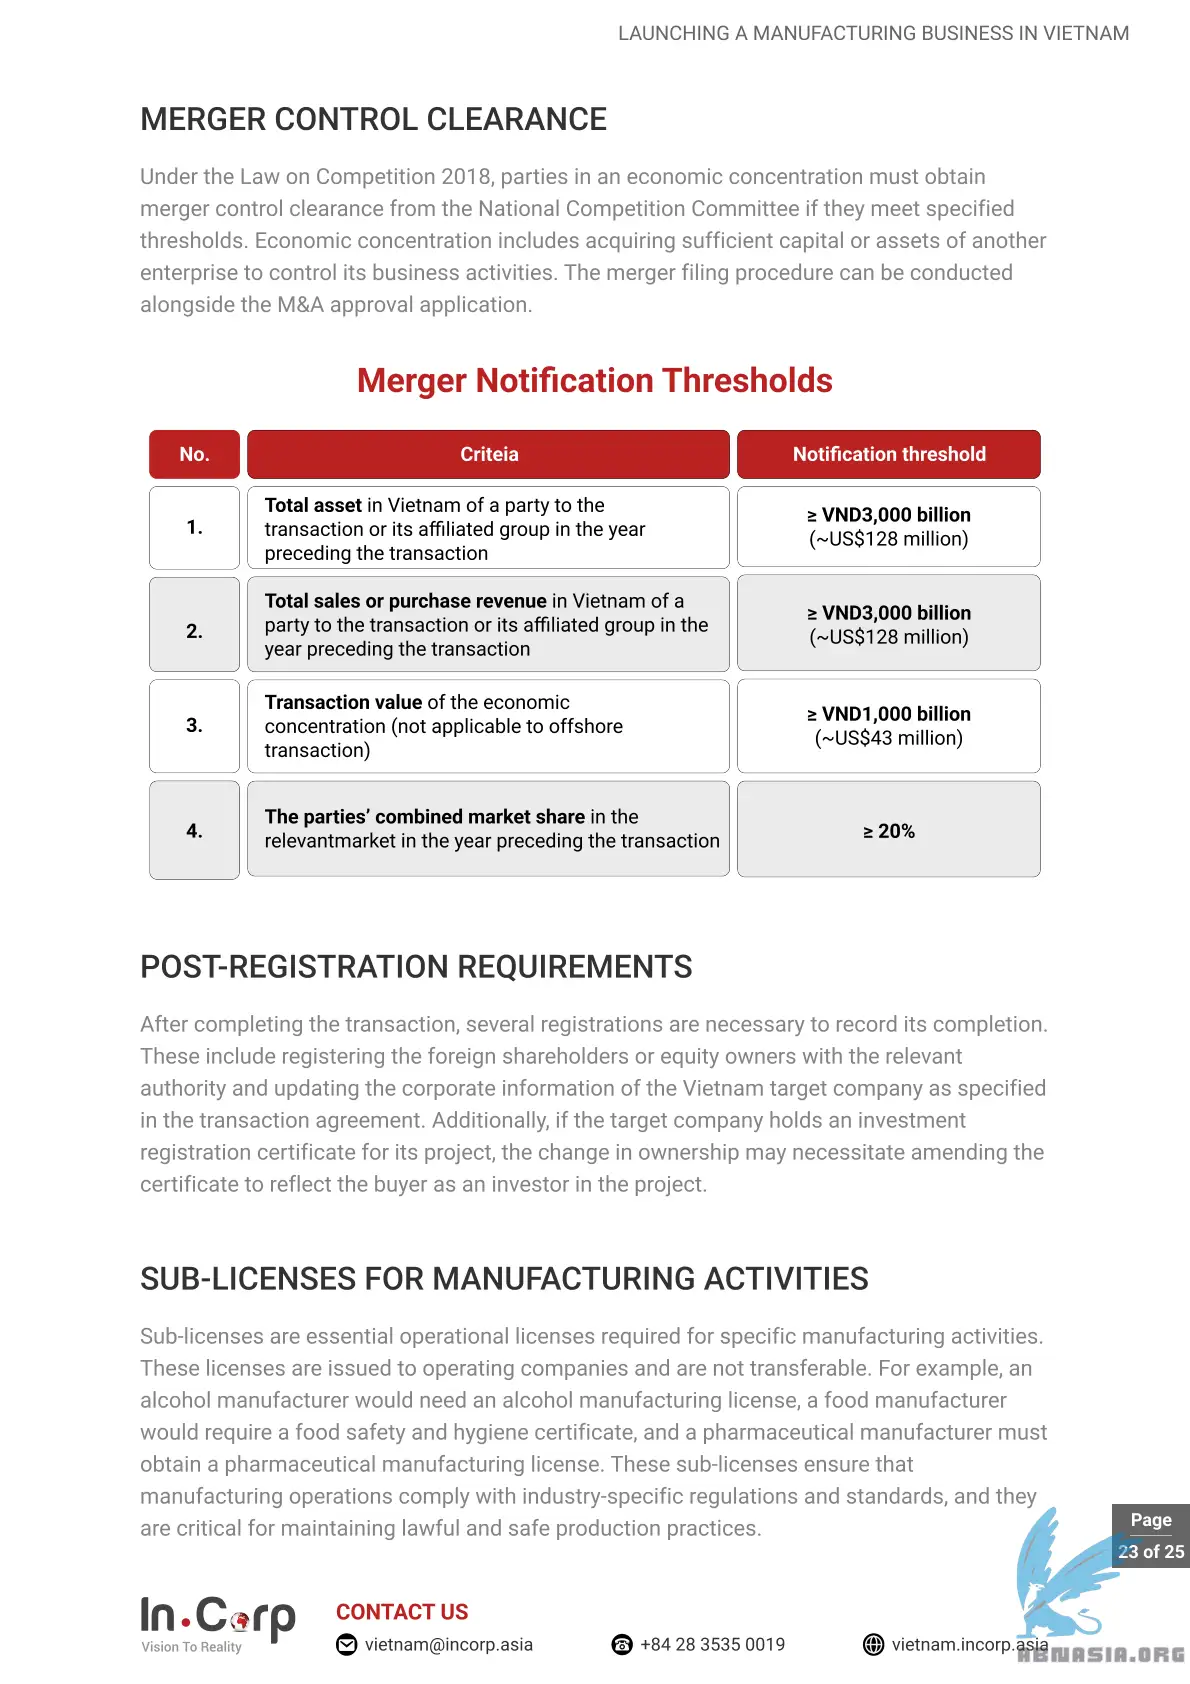 LAUNCHING A MANUFACTURING BUSINESS IN VIETNAM
MERGER CONTROL CLEARANCE
Under the Law on Competition 2018, parties in an economic concentration must obtain
merger control clearance from the National Competition Committee if they meet specified
thresholds. Economic concentration includes acquiring sufficient capital or assets of another
enterprise to control its business activities. The merger filing procedure can be conducted
alongside the M&A approval application.
Merger Notification Thresholds
No.
Criteia
Notification threshold
1.
Total asset in Vietnam of a party to the
transaction or its affiliated group in the year
preceding the transaction
≥ VND3,000 billion
(~US$128 million)
2.
Total sales or purchase revenue in Vietnam of a
party to the transaction or its affiliated group in the
year preceding the transaction
≥ VND3,000 billion
(~US$128 million)
3.
Transaction value of the economic
concentration (not applicable to offshore
transaction)
≥ VND1,000 billion
(~US$43 million)
4.
The parties’ combined market share in the
relevantmarket in the year preceding the transaction
≥ 20%
POST-REGISTRATION REQUIREMENTS
After completing the transaction, several registrations are necessary to record its completion.
These include registering the foreign shareholders or equity owners with the relevant
authority and updating the corporate information of the Vietnam target company as specified
in the transaction agreement. Additionally, if the target company holds an investment
registration certificate for its project, the change in ownership may necessitate amending the
certificate to reflect the buyer as an investor in the project.
SUB-LICENSES FOR MANUFACTURING ACTIVITIES
Sub-licenses are essential operational licenses required for specific manufacturing activities.
These licenses are issued to operating companies and are not transferable. For example, an
alcohol manufacturer would need an alcohol manufacturing license, a food manufacturer
would require a food safety and hygiene certificate, and a pharmaceutical manufacturer must
obtain a pharmaceutical manufacturing license. These sub-licenses ensure that
manufacturing operations comply with industry-specific regulations and standards, and they
are critical for maintaining lawful and safe production practices.
Page
23 of 25
In.Corp
Vision To Reality
CONTACT US
vietnam@incorp.asia
+84 28 3535 0019
vietnam.incorp.asia
ABNASIA.ORG